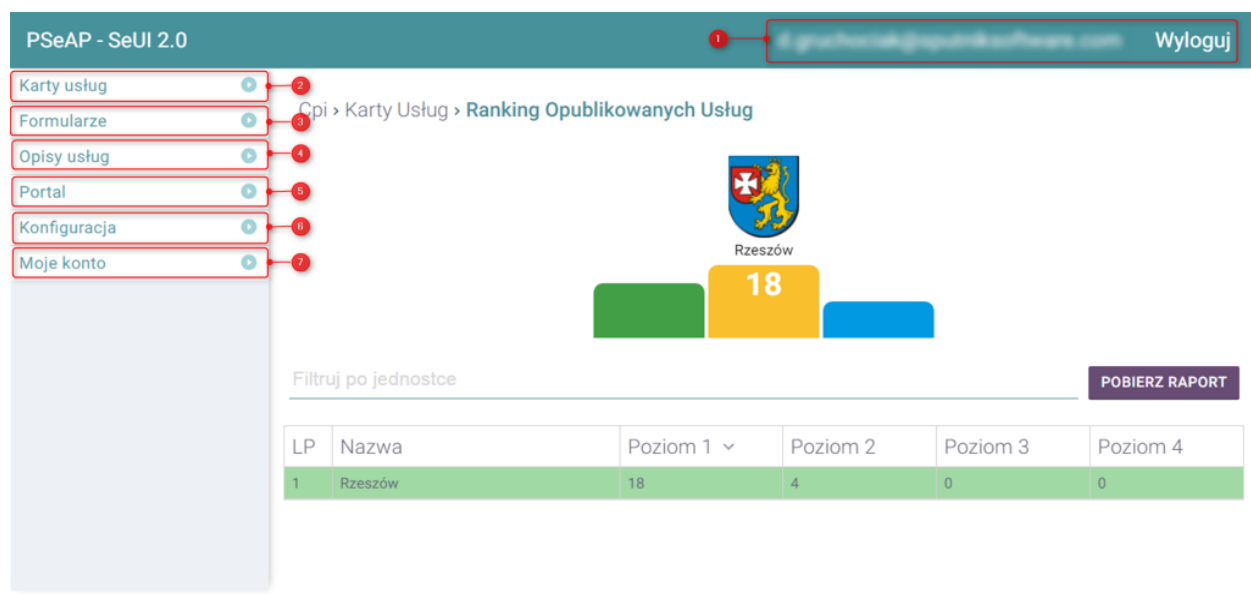 PSeAP - SeUI 2.0
1
Wyloguj
Karty usług
2
Formularze
3
Opisy usług
4
Portal
5
Konfiguracja
6
Moje konto
7
Cpi › Karty Usług › Ranking Opublikowanych Usług
Rzeszów
18
Filtruj po jednostce
POBIERZ RAPORT
LP Nazwa Poziom 1 Poziom 2 Poziom 3 Poziom 4
1 Rzeszów 18 4 0 0